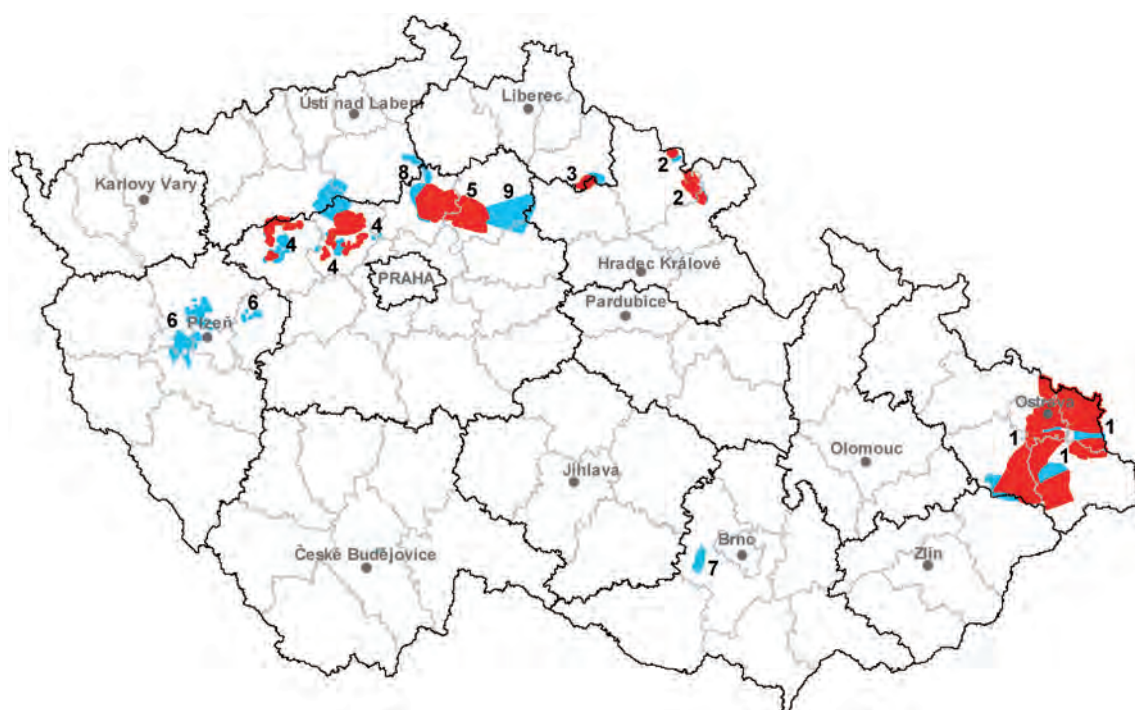 Ústí nad Labem
Liberec
Karlovy Vary
8
5
9
3
2
2
4
4
4
PRAHA
Hradec Králové
Pardubice
6
6
Plzeň
Ostrava
1
1
1
Olomouc
Jihlava
Brno
7
Zlín
České Budějovice